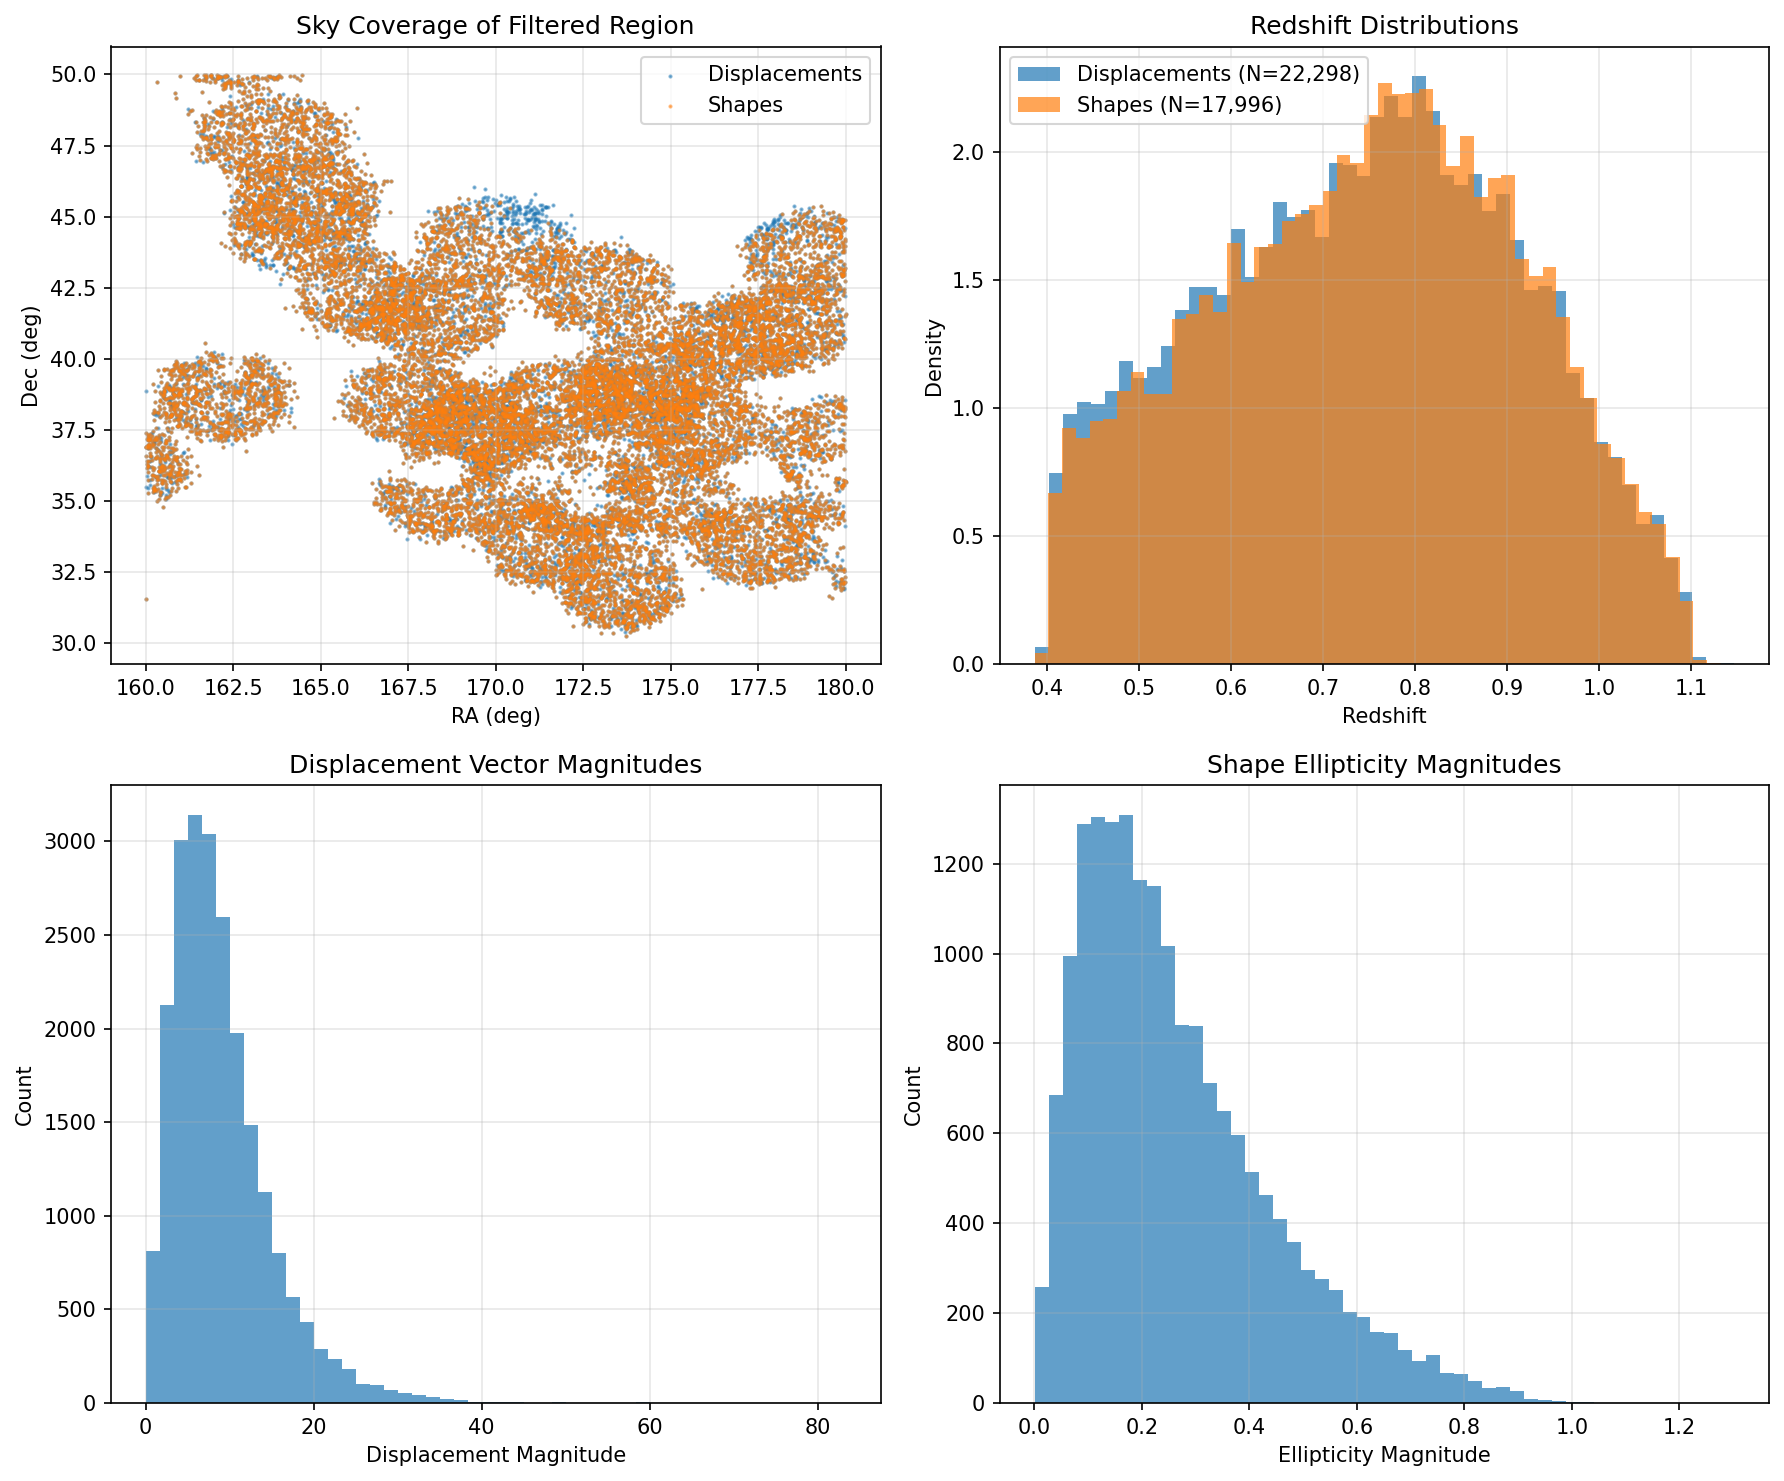 Sky Coverage of Filtered Region
Displacements
Shapes
50.0
47.5
45.0
42.5
40.0
37.5
35.0
32.5
30.0
Dec (deg)
160.0 162.5 165.0 167.5 170.0 172.5 175.0 177.5 180.0
RA (deg)
Redshift Distributions
Displacements (N=22,298)
Shapes (N=17,996)
2.0
1.5
1.0
0.5
0.0
Density
0.4 0.5 0.6 0.7 0.8 0.9 1.0 1.1
Redshift
Displacement Vector Magnitudes
3000
2500
2000
1500
1000
500
0
Count
0 20 40 60 80
Displacement Magnitude
Shape Ellipticity Magnitudes
1200
1000
800
600
400
200
0
Count
0.0 0.2 0.4 0.6 0.8 1.0 1.2
Ellipticity Magnitude